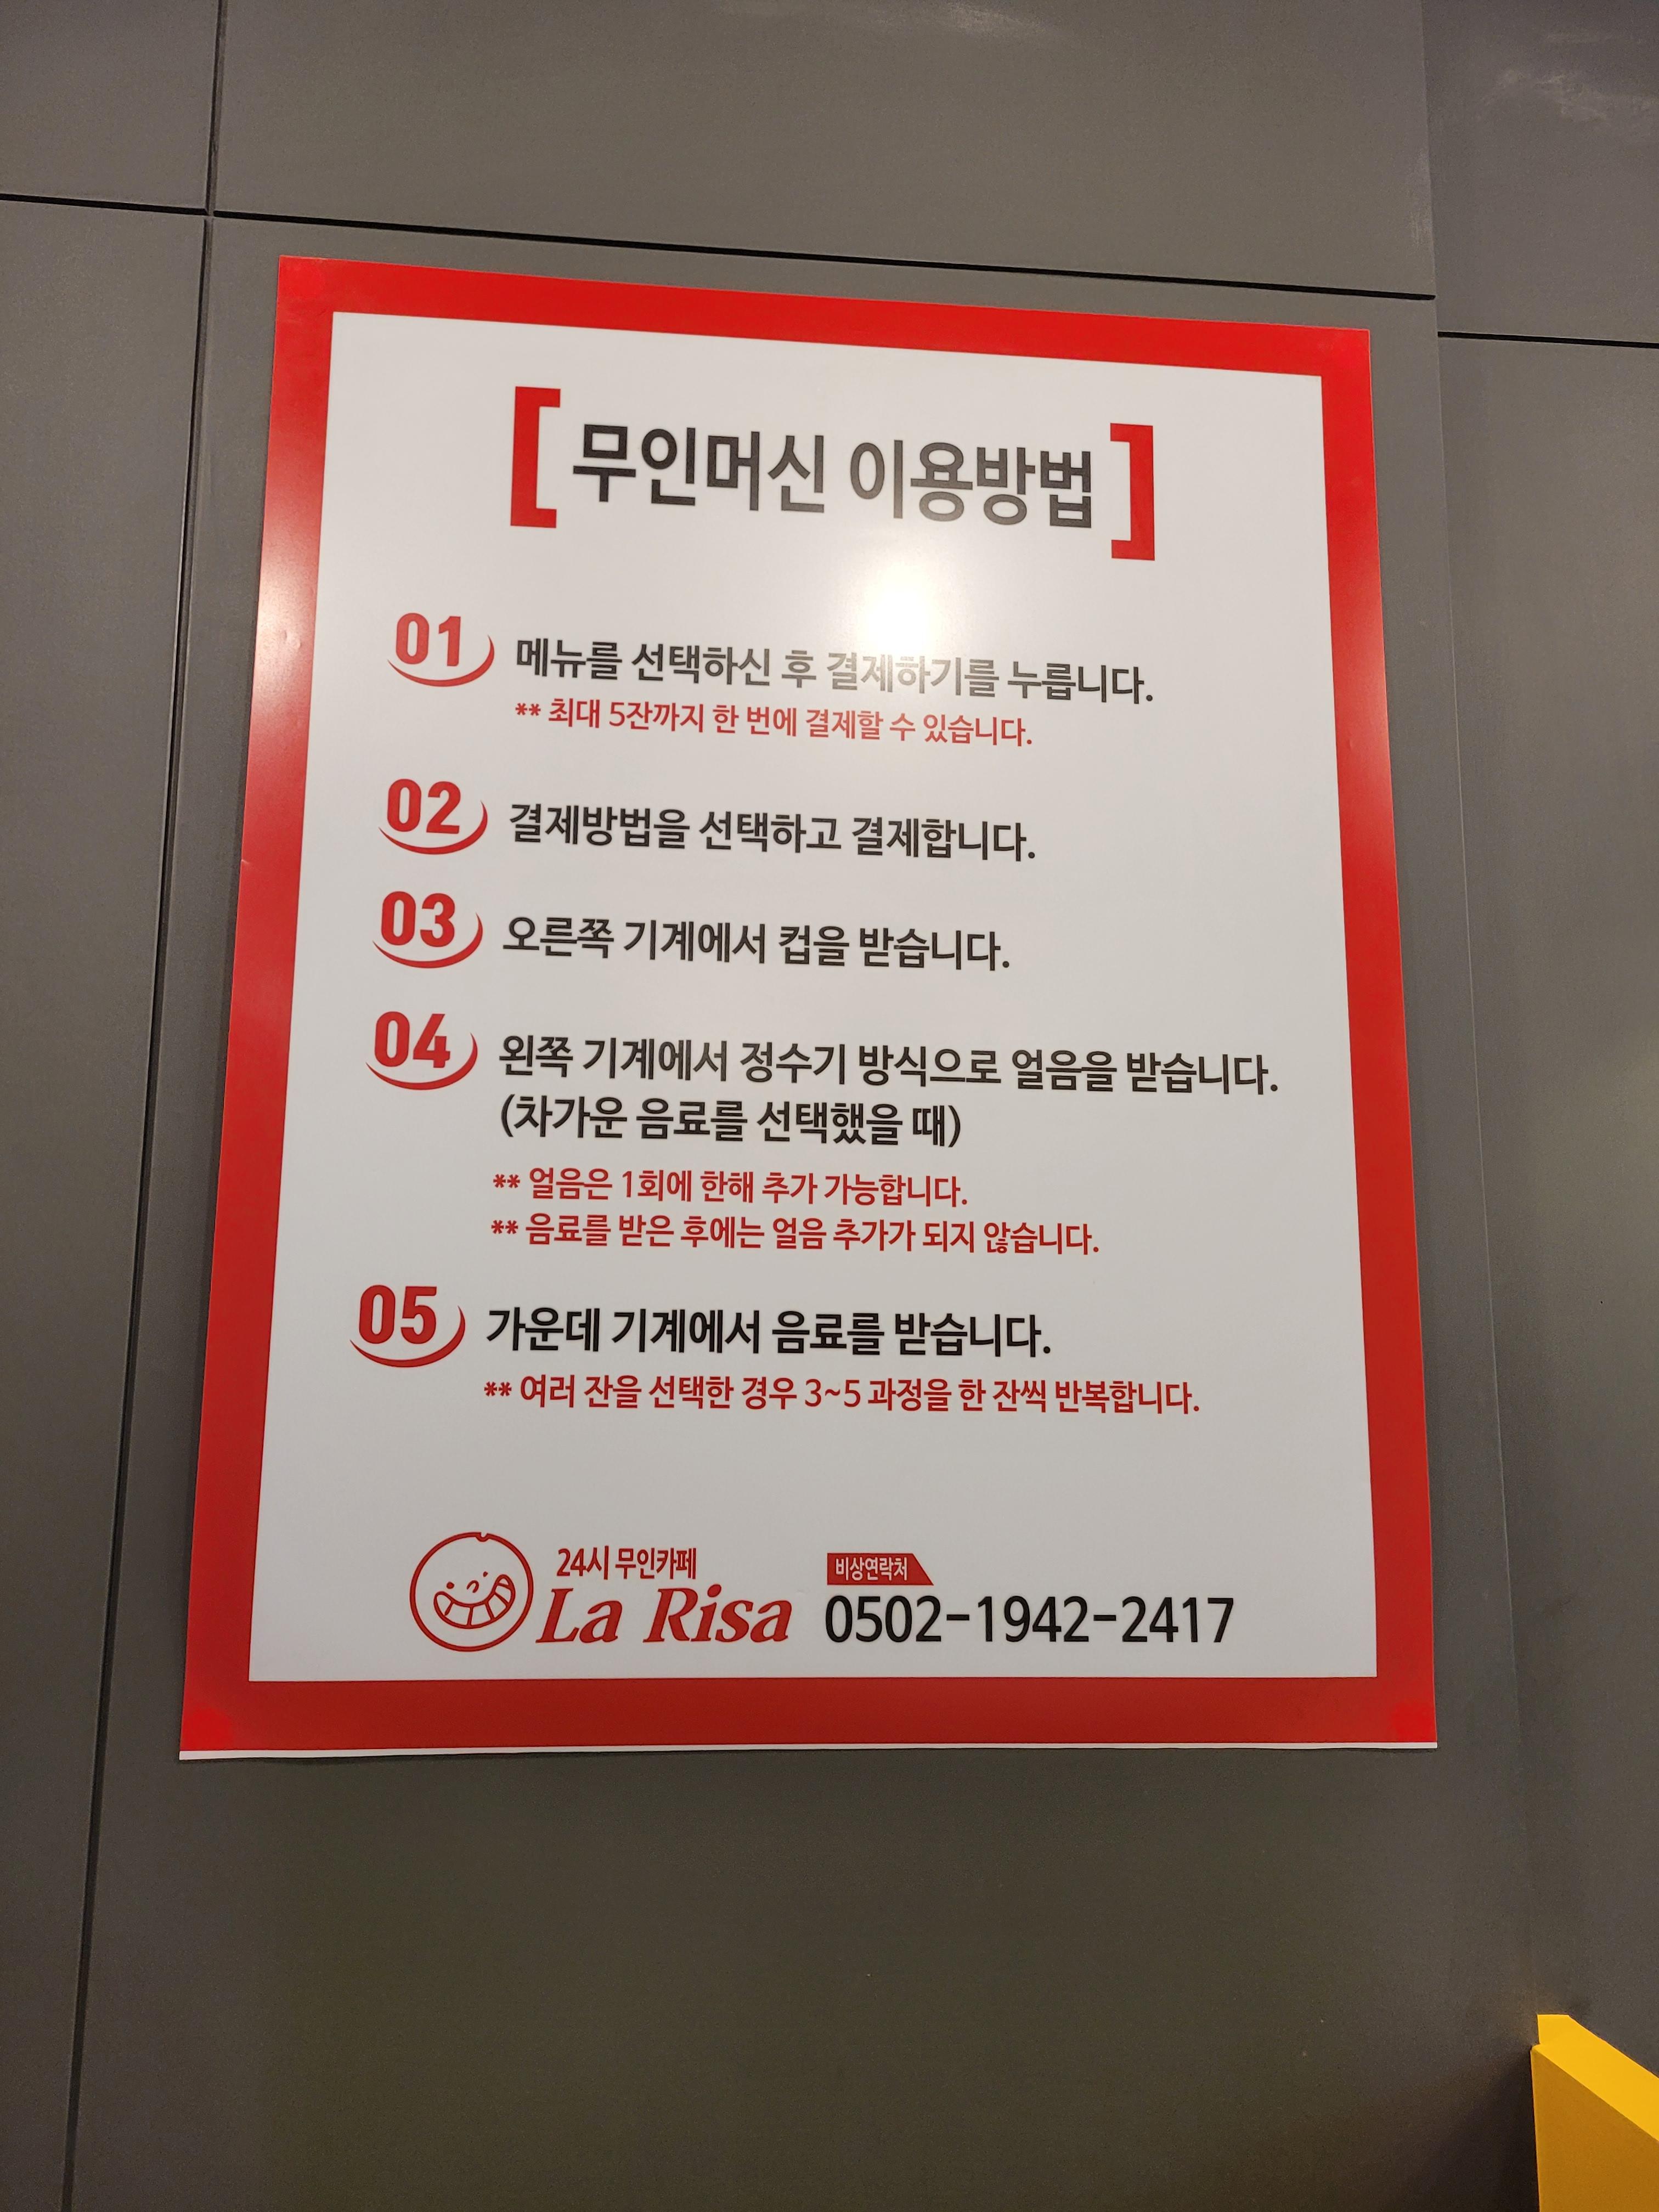 [무인머신 이용방법]
01 메뉴를 선택하신 후 결제하기를 누릅니다.
** 최대 5잔까지 한 번에 결제할 수 있습니다.
02 결제방법을 선택하고 결제합니다.
03 오른쪽 기계에서 컵을 받습니다.
04 왼쪽 기계에서 정수기 방식으로 얼음을 받습니다.
(차가운 음료를 선택했을 때)
** 얼음은 1회에 한해 추가 가능합니다.
** 음료를 받은 후에는 얼음 추가가 되지 않습니다.
05 가운데 기계에서 음료를 받습니다.
** 여러 잔을 선택한 경우 3~5 과정을 한 잔씩 반복합니다.
24시 무인카페
La Risa
비상연락처
0502-1942-2417